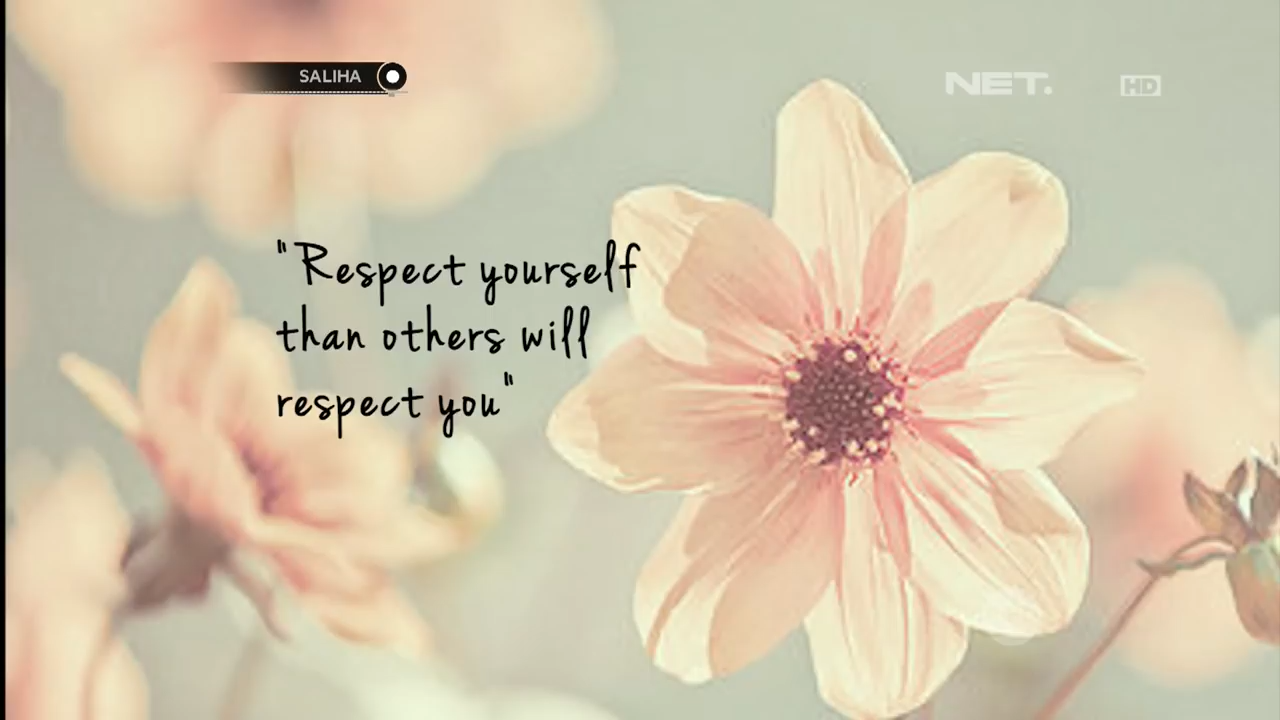 SALIHA
NET.
HD
"Respect yourself
than others will
respect you"